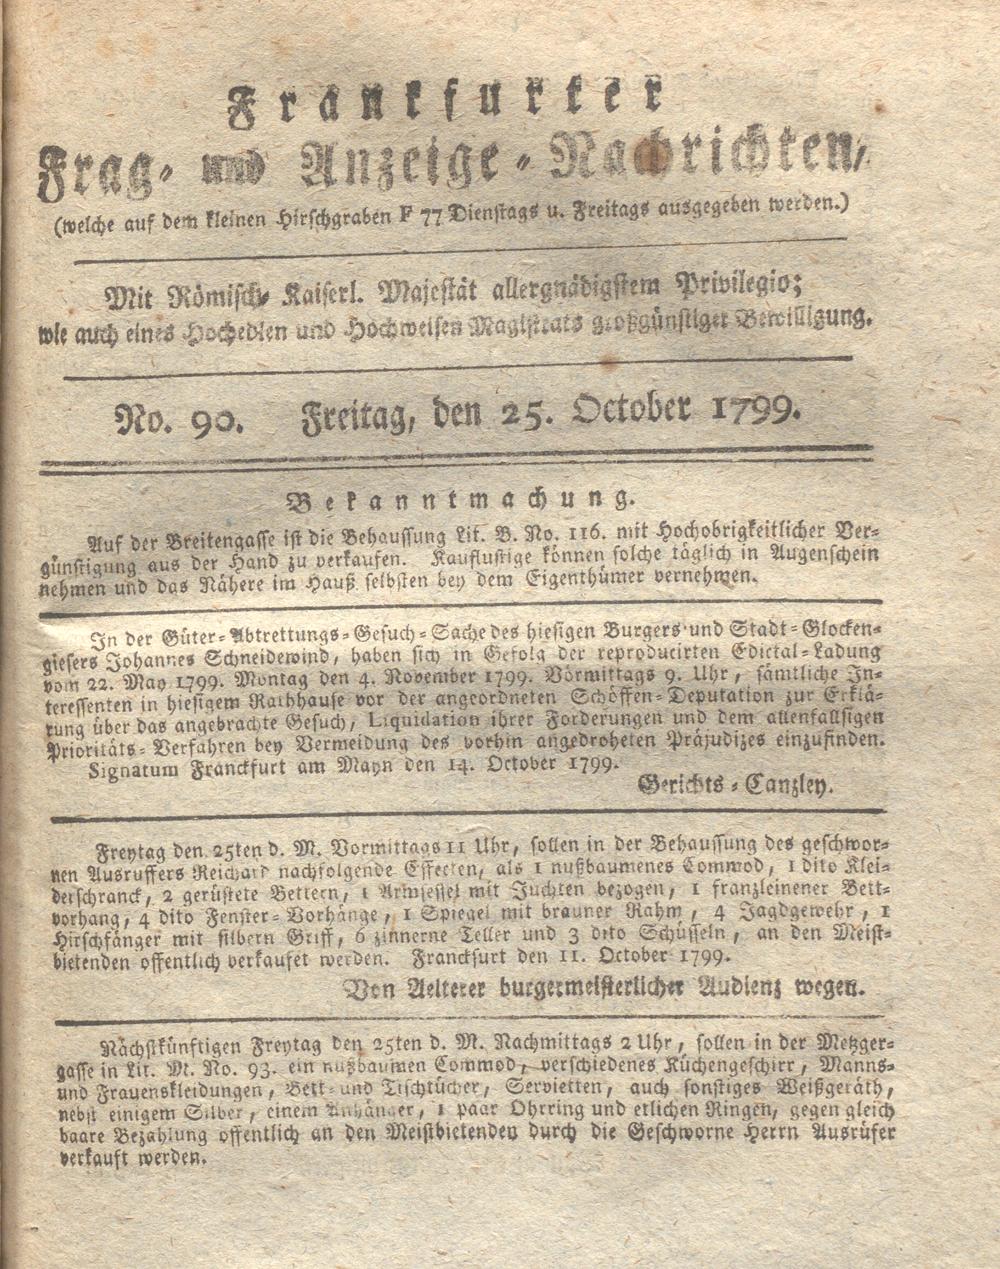 Frankfurter
Frag- und Anzeige-Nachrichten,
(welche auf dem kleinen Hirschgraben F 77 Dienstags u. Freitags ausgegeben werden.)
Mit Römisch- Kaiserl. Majestät allergnädigstem Privilegio;
wie auch eines Hochedlen und Hochweisen Magistrats großgünstiger Bewilligung.
No. 90. Freitag, den 25. October 1799.
Bekanntmachung.
Auf der Breitengasse ist die Behaussung Lit. B. No. 116. mit Hochobrigkeitlicher Ver-
günstigung aus der Hand zu verkaufen. Kauflustige können solche täglich in Augenschein
nehmen und das Nähere im Hauß selbsten bey dem Eigenthümer vernehmen.
In der Güter-Abtrettungs-Gesuch-Sache des hiesigen Burgers und Stadt-Glocken-
giesers Johannes Schneidewind, haben sich in Gefolg der reproducirten Edictal-Ladung
vom 22. May 1799. Montag den 4. November 1799. Vormittags 9. Uhr, sämtliche In-
teressenten in hiesigem Rathhause vor der angeordneten Schöffen-Deputation zur Erklä-
rung über das angebrachte Gesuch, Liquidation ihrer Forderungen und dem allenfallsigen
Prioritäts-Verfahren bey Vermeidung des vorhin angedroheten Präjudizes einzufinden.
Signatum Franckfurt am Mayn den 14. October 1799.
Gerichts-Canzley.
Freytag den 25ten d. M. Vormittags 11 Uhr, sollen in der Behaussung des geschwor-
nen Ausruffers Reichard nachfolgende Effecten, als 1 nußbaumenes Commod, 1 dito Klei-
derschranck, 2 gerüstete Bettern, 1 Armsessel mit Juchten bezogen, 1 franzleinener Bett-
vorhang, 4 dito Fenster-Vorhänge, 1 Spiegel mit brauner Rahm, 4 Jagdgewehr, 1
Hirschfänger mit silbern Griff, 6 zinnerne Teller und 3 dito Schüsseln, an den Meist-
bietenden offentlich verkaufet werden. Franckfurt den 11. October 1799.
Von Aelterer burgermeisterlicher Audienz wegen.
Nächstkünftigen Freytag den 25ten d. M. Nachmittags 2 Uhr, sollen in der Metzger-
gasse in Lit. M. No. 93. ein nußbaumen Commod, verschiedenes Küchengeschirr, Manns-
und Frauenskleidungen, Bett- und Tischtücher, Servietten, auch sonstiges Weißgeräth,
nebst einigem Silber, einem Anhänger, 1 paar Ohrring und etlichen Ringen, gegen gleich
baare Bezahlung offentlich an den Meistbietenden durch die Geschworne Herrn Ausrüfer
verkauft werden.